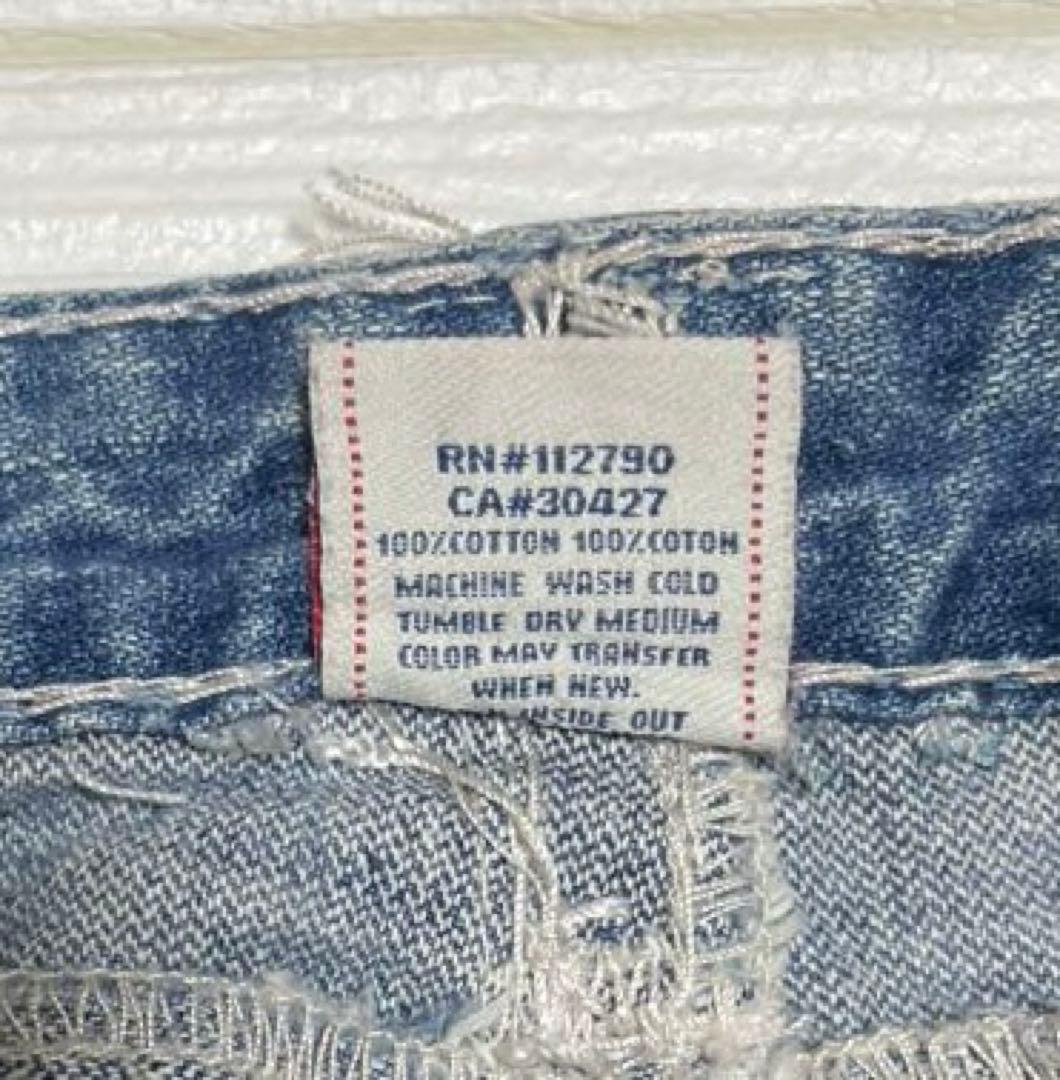 RN#112790
CA#30427
100%COTTON 100%COTON
MACHINE WASH COLD
TUMBLE DRY MEDIUM
COLOR MAY TRANSFER
WHEN NEW.
INSIDE OUT